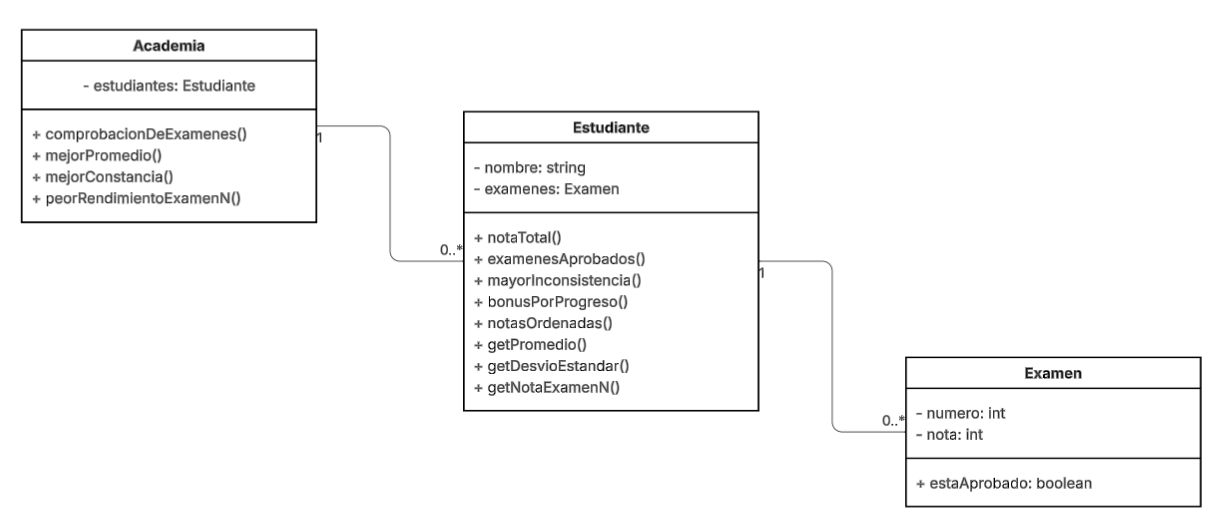 Academia
- estudiantes: Estudiante
+ comprobacionDeExamenes()
+ mejorPromedio()
+ mejorConstancia()
+ peorRendimientoExamenN()
1
0..*
Estudiante
- nombre: string
- examenes: Examen
+ notaTotal()
+ examenesAprobados()
+ mayorInconsistencia()
+ bonusPorProgreso()
+ notasOrdenadas()
+ getPromedio()
+ getDesvioEstandar()
+ getNotaExamenN()
1
0..*
Examen
- numero: int
- nota: int
+ estaAprobado: boolean